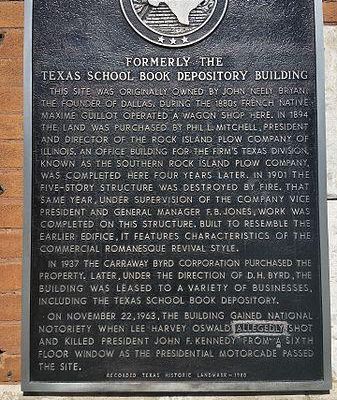 FORMERLY THE
TEXAS SCHOOL BOOK DEPOSITORY BUILDING
THIS SITE WAS ORIGINALLY OWNED BY JOHN NEELY BRYAN,
THE FOUNDER OF DALLAS. DURING THE 1880s FRENCH NATIVE
MAXIME GUILLOT OPERATED A WAGON SHOP HERE. IN 1894
THE LAND WAS PURCHASED BY PHIL L. MITCHELL, PRESIDENT
AND DIRECTOR OF THE ROCK ISLAND PLOW COMPANY OF
ILLINOIS. AN OFFICE BUILDING FOR THE FIRM'S TEXAS DIVISION,
KNOWN AS THE SOUTHERN ROCK ISLAND PLOW COMPANY,
WAS COMPLETED HERE FOUR YEARS LATER. IN 1901 THE
FIVE-STORY STRUCTURE WAS DESTROYED BY FIRE. THAT
SAME YEAR, UNDER SUPERVISION OF THE COMPANY VICE
PRESIDENT AND GENERAL MANAGER F. B. JONES, WORK WAS
COMPLETED ON THIS STRUCTURE. BUILT TO RESEMBLE THE
EARLIER EDIFICE, IT FEATURES CHARACTERISTICS OF THE
COMMERCIAL ROMANESQUE REVIVAL STYLE.
IN 1937 THE CARRAWAY BYRD CORPORATION PURCHASED THE
PROPERTY. LATER, UNDER THE DIRECTION OF D. H. BYRD, THE
BUILDING WAS LEASED TO A VARIETY OF BUSINESSES,
INCLUDING THE TEXAS SCHOOL BOOK DEPOSITORY.
ON NOVEMBER 22, 1963, THE BUILDING GAINED NATIONAL
NOTORIETY WHEN LEE HARVEY OSWALD ALLEGEDLY SHOT
AND KILLED PRESIDENT JOHN F. KENNEDY FROM A SIXTH
FLOOR WINDOW AS THE PRESIDENTIAL MOTORCADE PASSED
THE SITE.
RECORDED TEXAS HISTORIC LANDMARK - 1980